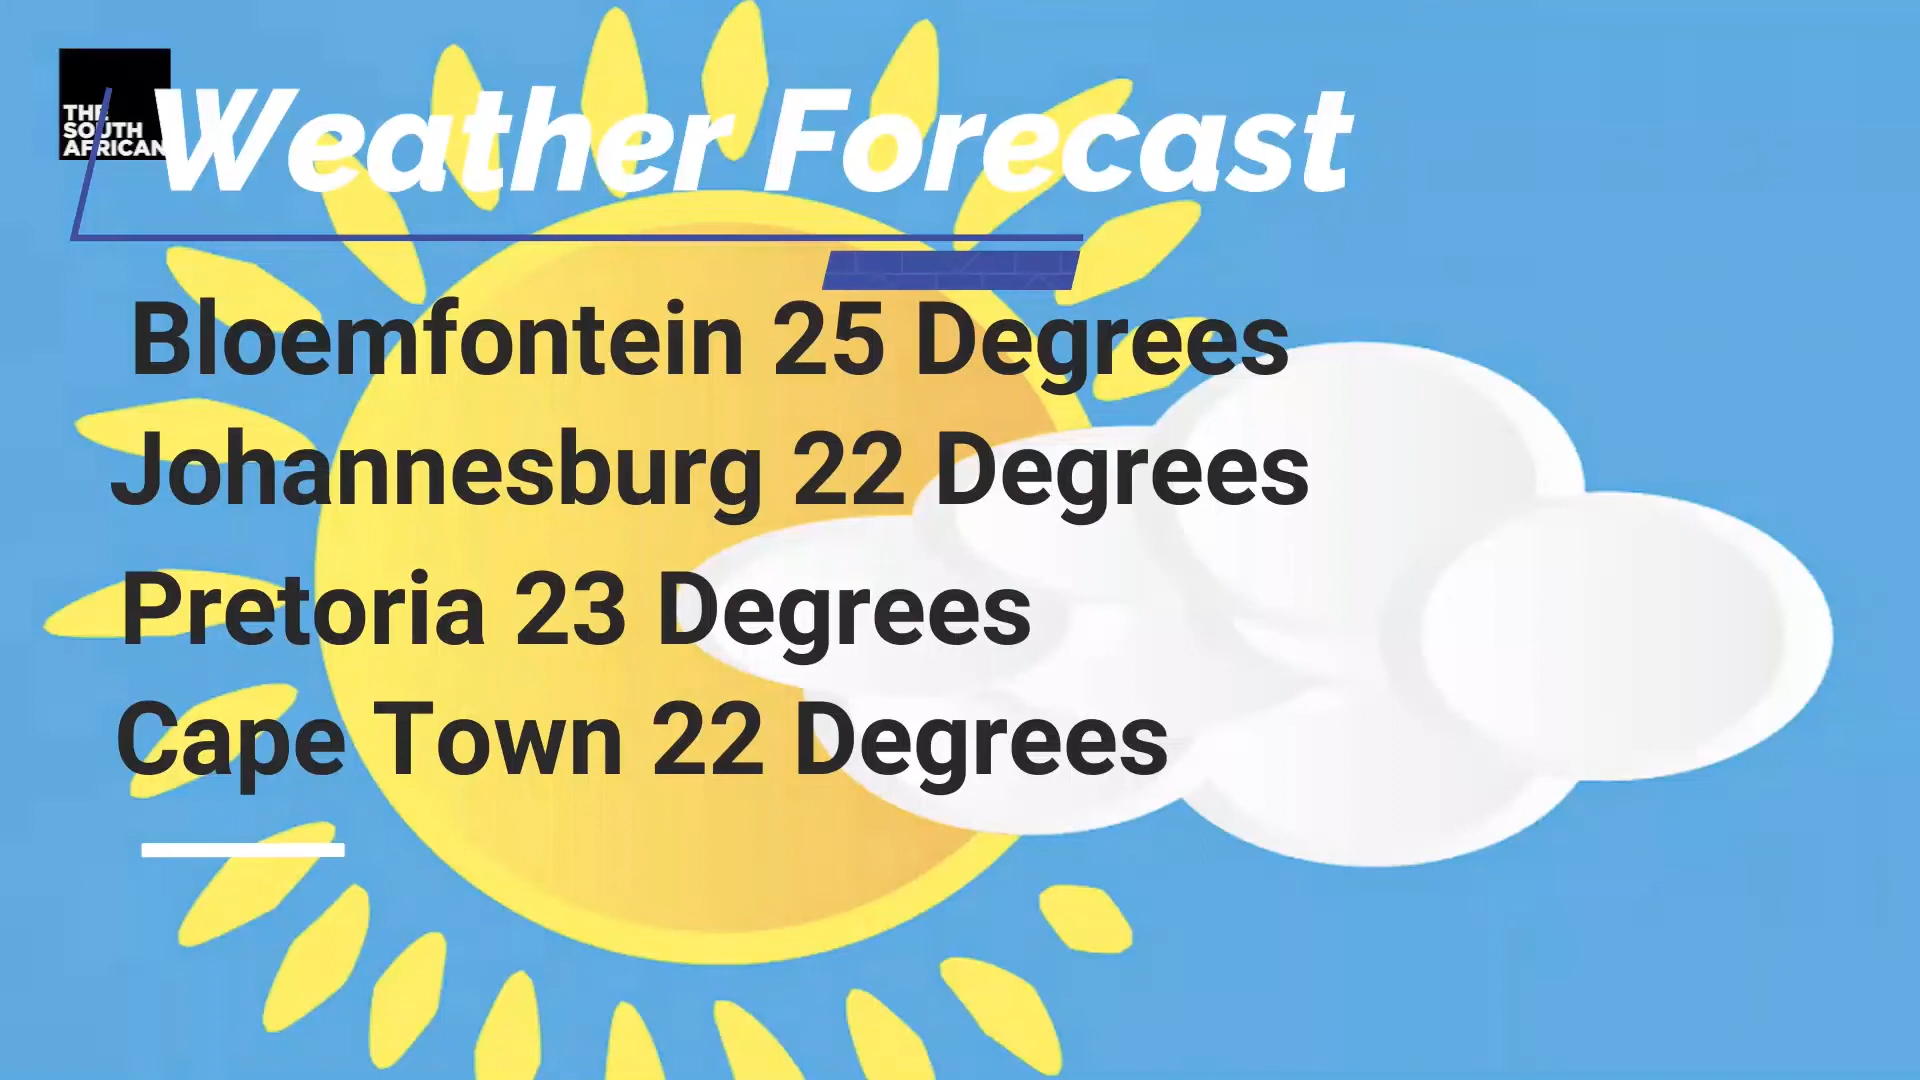 THE
SOUTH
AFRICAN
Weather Forecast
Bloemfontein 25 Degrees
Johannesburg 22 Degrees
Pretoria 23 Degrees
Cape Town 22 Degrees